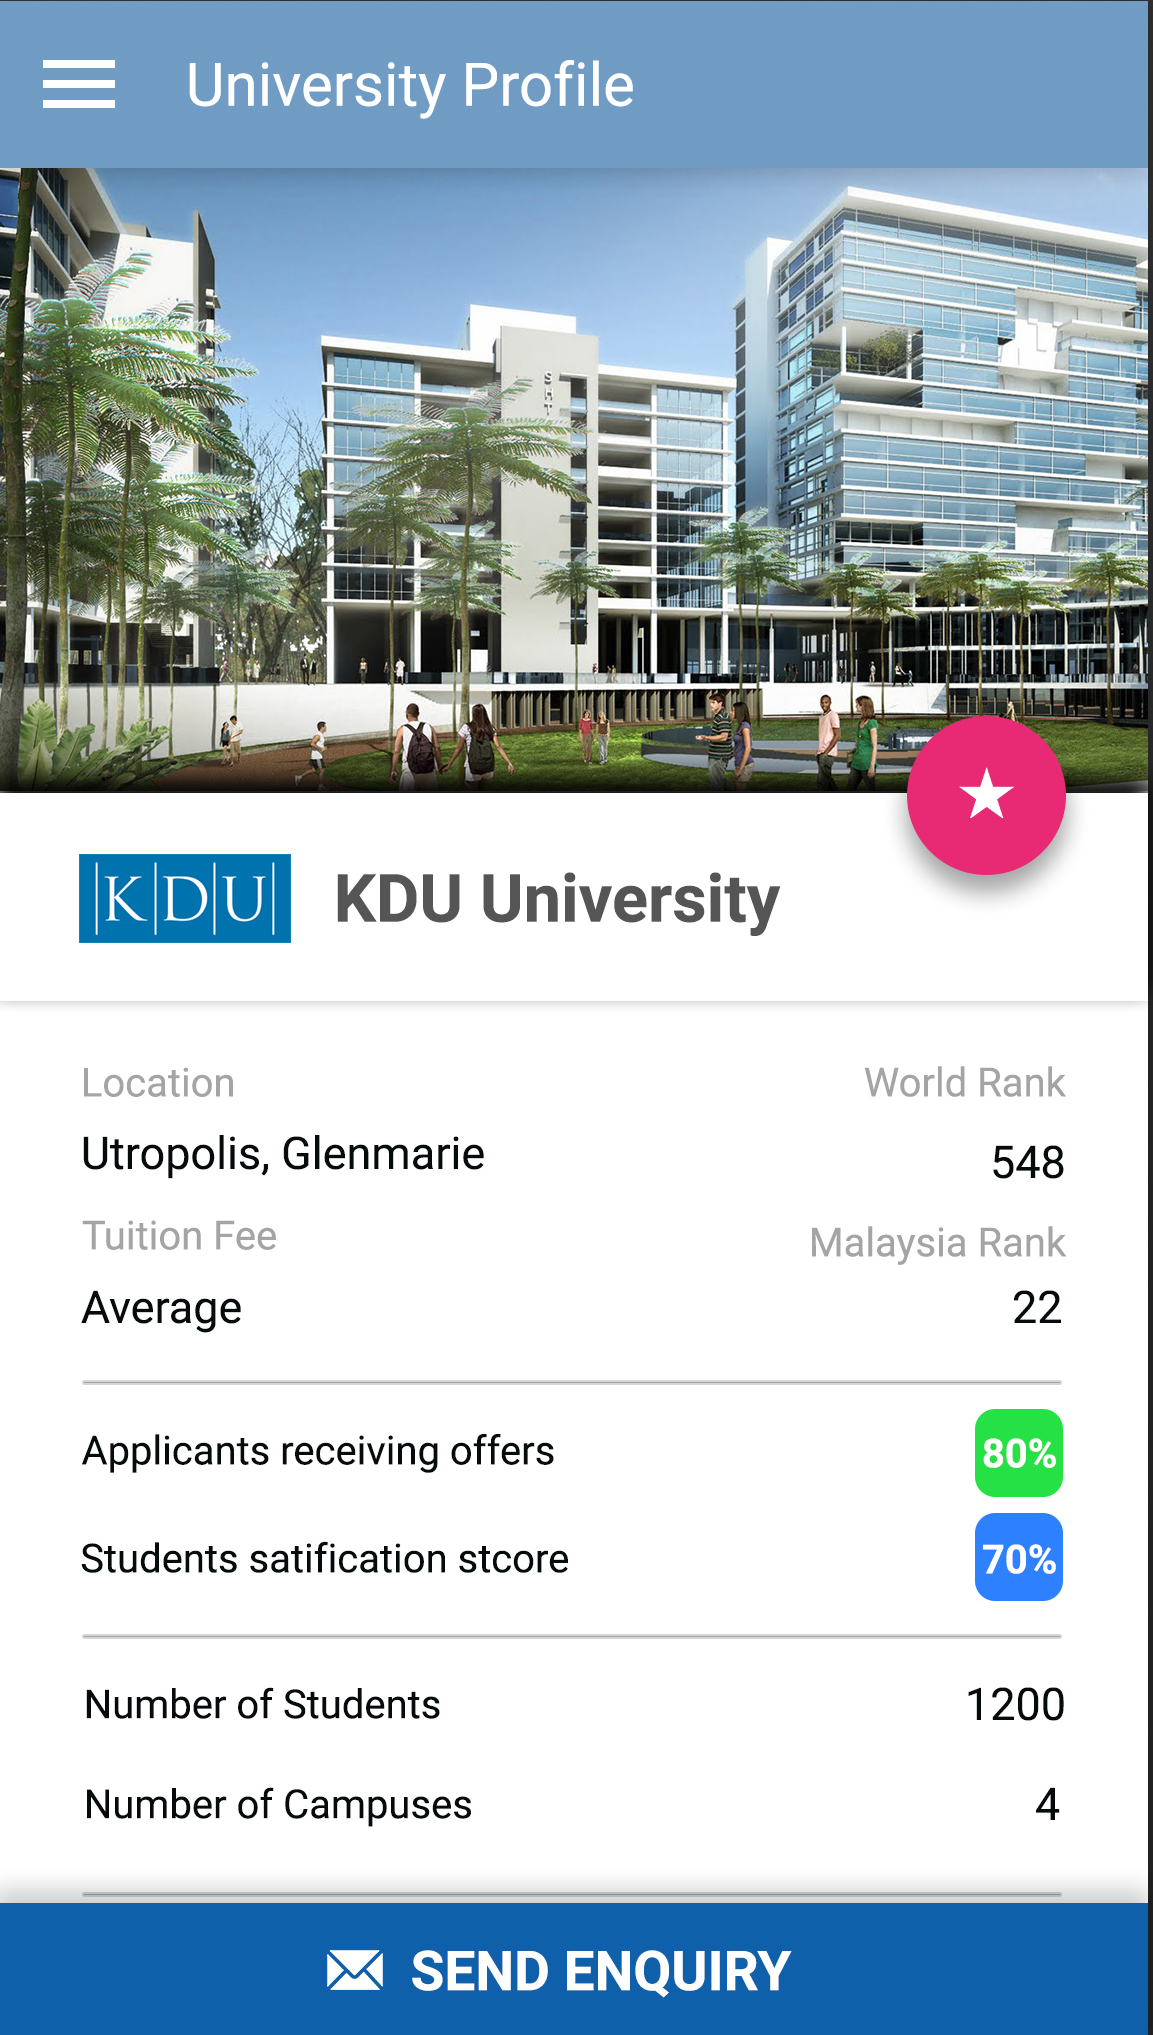 University Profile
SHT
KDU
KDU University
Location
World Rank
Utropolis, Glenmarie
548
Tuition Fee
Malaysia Rank
Average
22
Applicants receiving offers
80%
Students satification stcore
70%
Number of Students
1200
Number of Campuses
4
SEND ENQUIRY